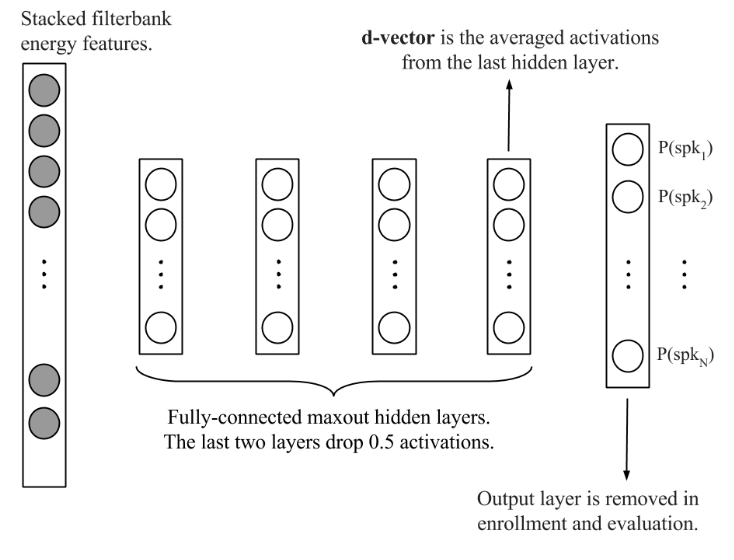 Stacked filterbank
energy features.
d-vector is the averaged activations
from the last hidden layer.
P(spk₁)
P(spk₂)
P(spk_N)
Fully-connected maxout hidden layers.
The last two layers drop 0.5 activations.
Output layer is removed in
enrollment and evaluation.